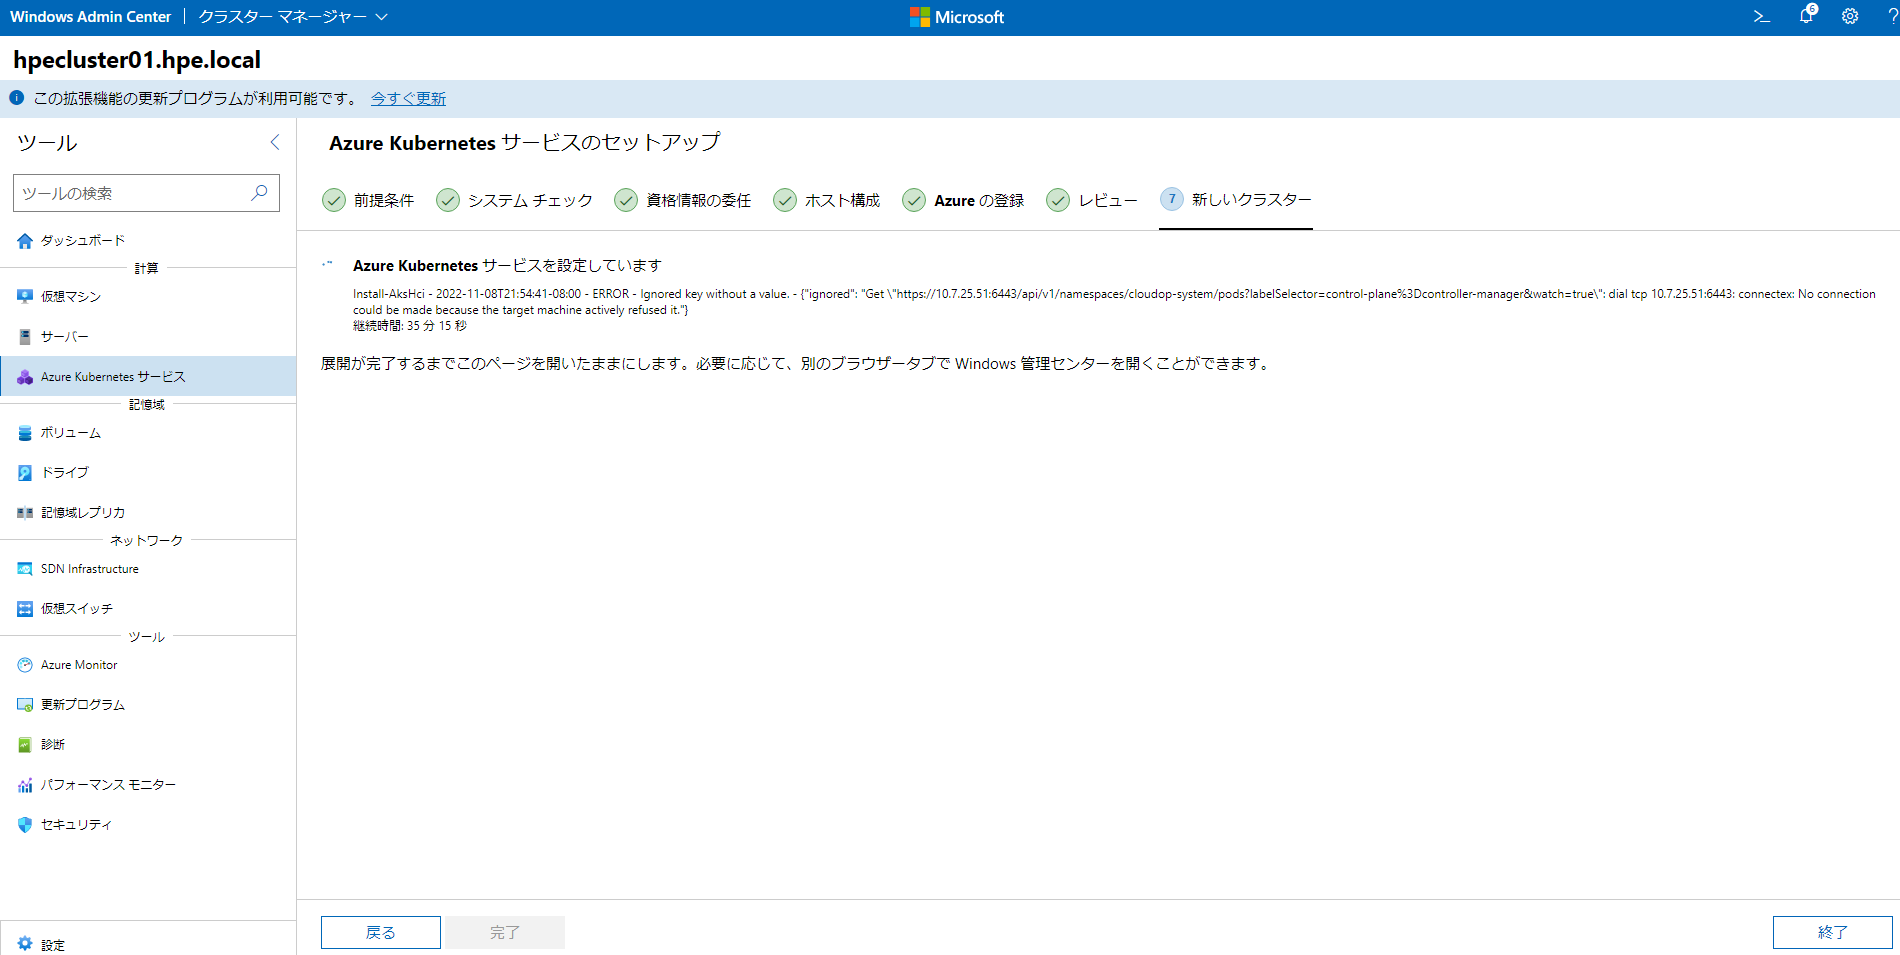 Windows Admin Center | クラスター マネージャー
Microsoft
6
hpecluster01.hpe.local
この拡張機能の更新プログラムが利用可能です。 今すぐ更新
ツール
ツールの検索
ダッシュボード
計算
仮想マシン
サーバー
Azure Kubernetes サービス
記憶域
ボリューム
ドライブ
記憶域レプリカ
ネットワーク
SDN Infrastructure
仮想スイッチ
ツール
Azure Monitor
更新プログラム
診断
パフォーマンス モニター
セキュリティ
設定
Azure Kubernetes サービスのセットアップ
前提条件 システム チェック 資格情報の委任 ホスト構成 Azure の登録 レビュー 7 新しいクラスター
Azure Kubernetes サービスを設定しています
Install-AksHci - 2022-11-08T21:54:41-08:00 - ERROR - Ignored key without a value. - {"ignored": "Get \"https://10.7.25.51:6443/api/v1/namespaces/cloudop-system/pods?labelSelector=control-plane%3Dcontroller-manager&watch=true\": dial tcp 10.7.25.51:6443: connectex: No connection
could be made because the target machine actively refused it."}
継続時間: 35 分 15 秒
展開が完了するまでこのページを開いたままにします。必要に応じて、別のブラウザータブで Windows 管理センターを開くことができます。
戻る 完了 終了